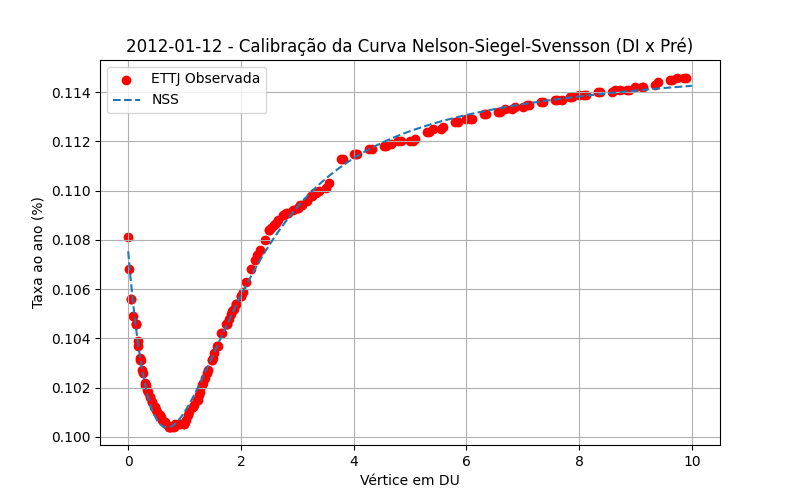 2012-01-12 - Calibração da Curva Nelson-Siegel-Svensson (DI x Pré)
ETTJ Observada
NSS
Taxa ao ano (%)
0.114
0.112
0.110
0.108
0.106
0.104
0.102
0.100
0 2 4 6 8 10
Vértice em DU